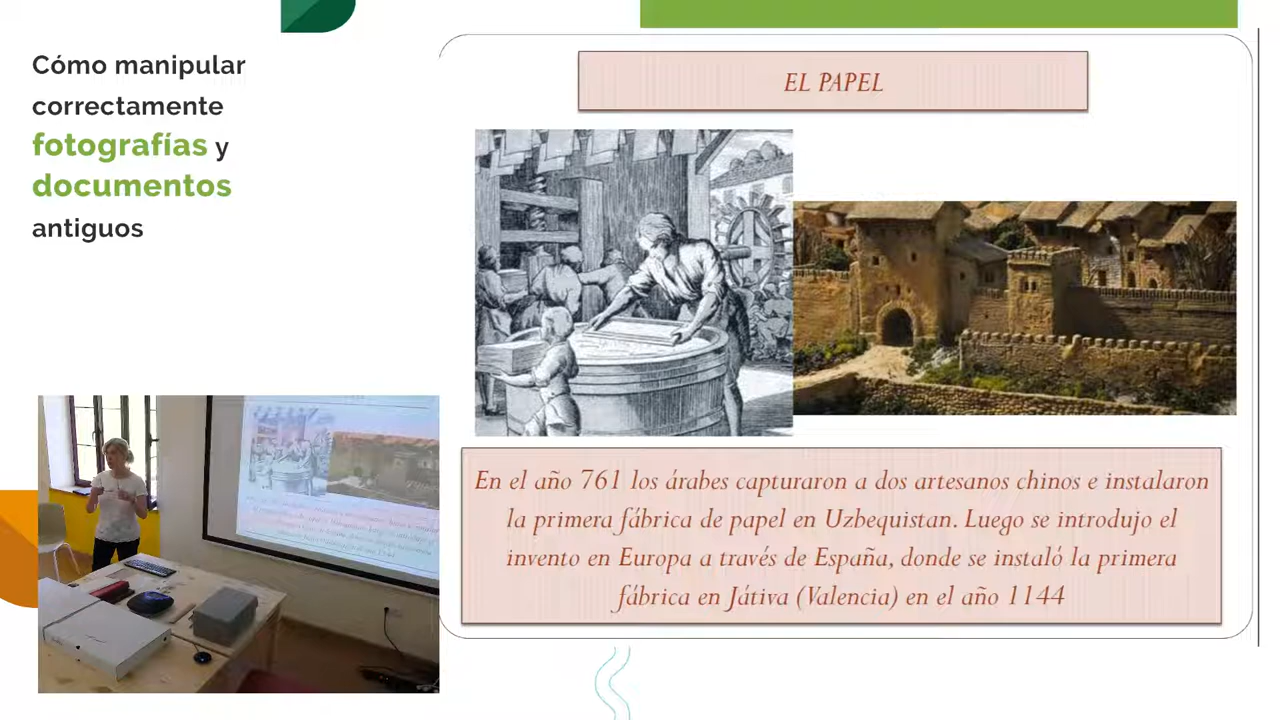 Cómo manipular
correctamente
fotografías y
documentos
antiguos
EL PAPEL
En el año 761 los árabes capturaron a dos artesanos chinos e instalaron
la primera fábrica de papel en Uzbequistan. Luego se introdujo el
invento en Europa a través de España, donde se instaló la primera
fábrica en Játiva (Valencia) en el año 1144